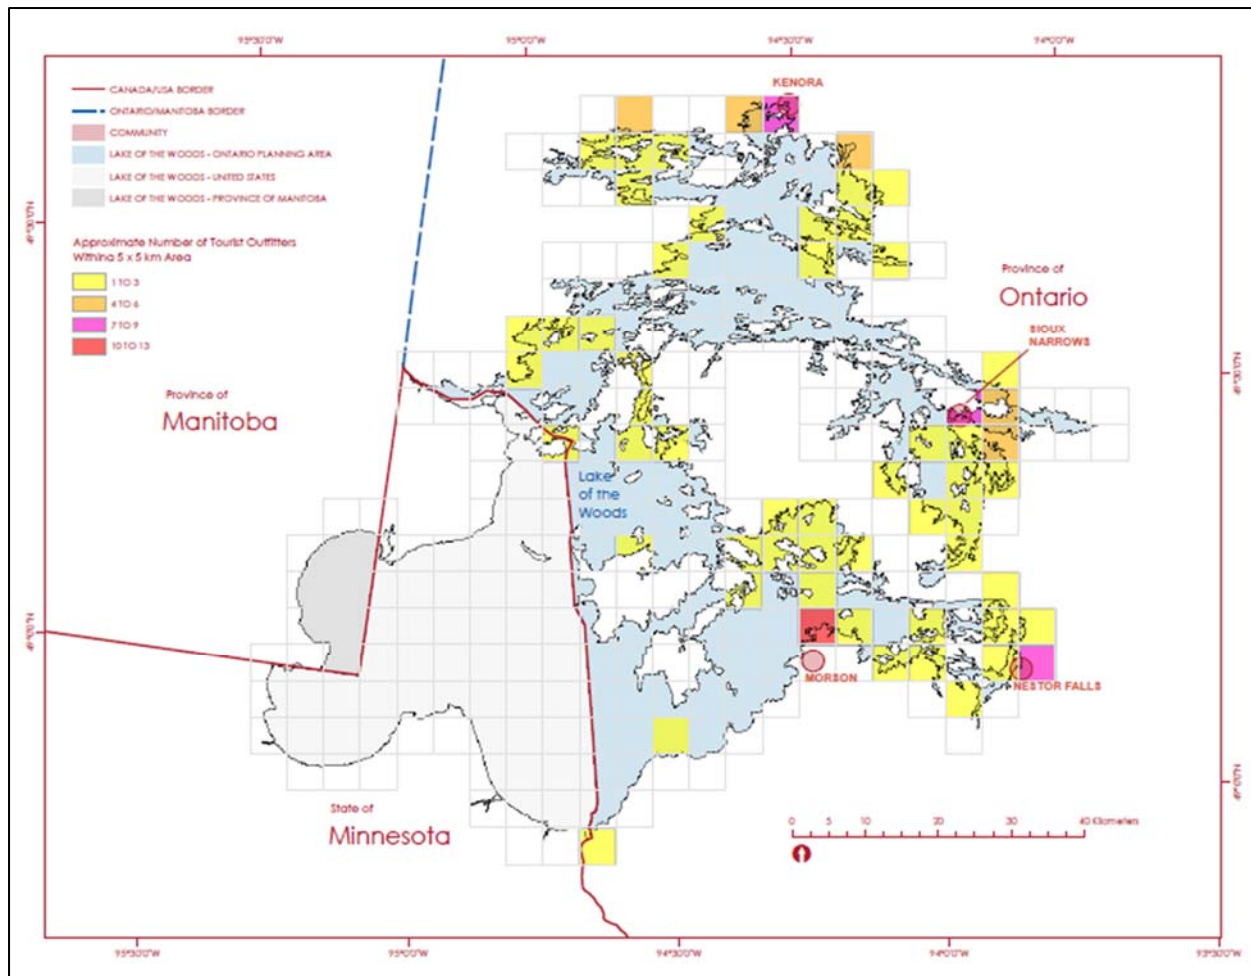 95°30'0"W 95°0'0"W 94°30'0"W 94°0'0"W
KENORA
CANADA/USA BORDER
ONTARIO/MANITOBA BORDER
COMMUNITY
LAKE OF THE WOODS - ONTARIO PLANNING AREA
LAKE OF THE WOODS - UNITED STATES
LAKE OF THE WOODS - PROVINCE OF MANITOBA
Approximate Number of Tourist Outfitters
Within a 5 x 5 km Area
1 TO 3
4 TO 6
7 TO 9
10 TO 13
Province of
Ontario
SIOUX
NARROWS
Province of
Manitoba
Lake
of the
Woods
MORSON
NESTOR FALLS
State of
Minnesota
0 5 10 20 30 40 Kilometers
95°30'0"W 95°0'0"W 94°30'0"W 94°0'0"W 93°30'0"W